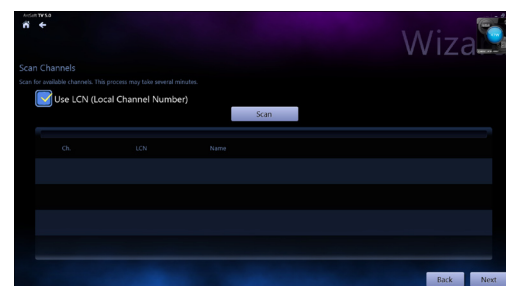 ArcSoft TV 5.0
Wiza
Scan Channels
Scan for available channels. This process may take several minutes.
Use LCN (Local Channel Number)
Scan
Ch. LCN Name
Back Next